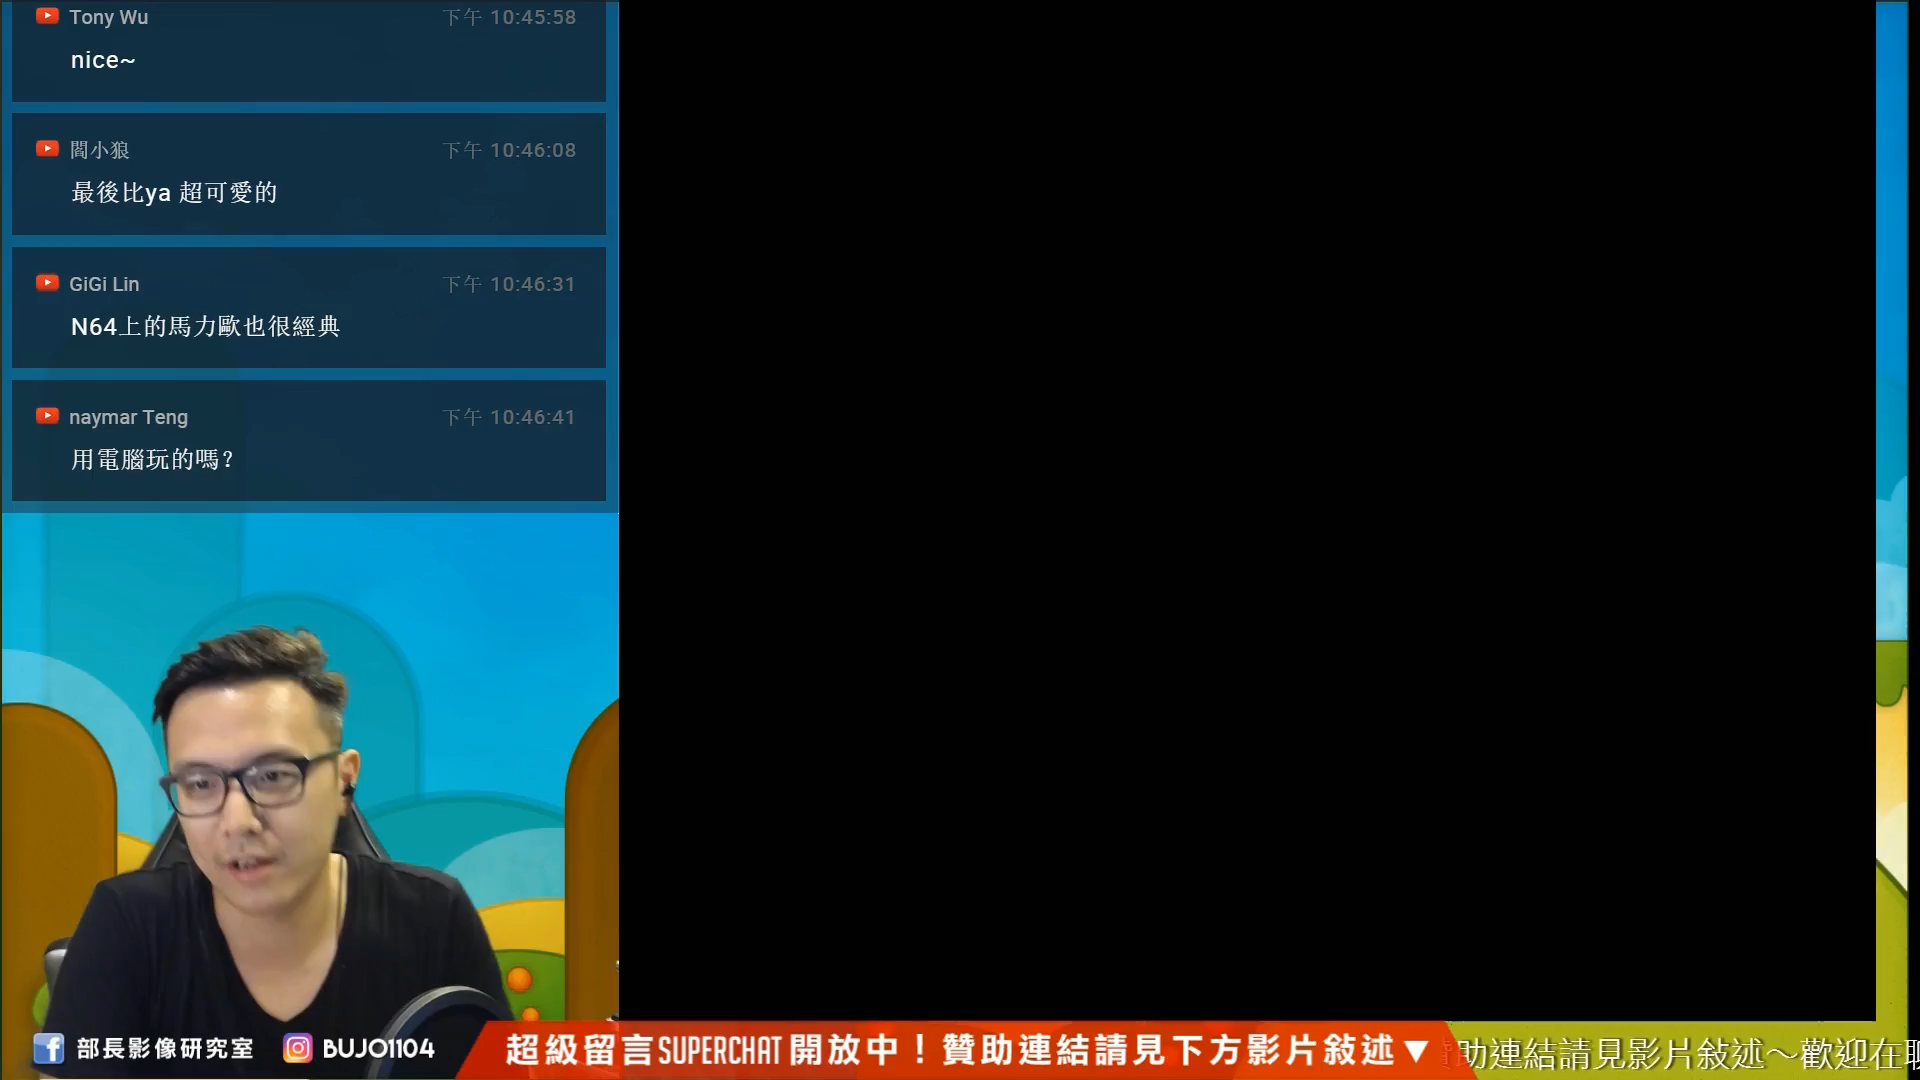 Tony Wu
下午 10:45:58
nice~
閻小狼
下午 10:46:08
最後比ya 超可愛的
GiGi Lin
下午 10:46:31
N64上的馬力歐也很經典
naymar Teng
下午 10:46:41
用電腦玩的嗎?
部長影像研究室
BUJO1104
超級留言SUPERCHAT開放中!贊助連結請見下方影片敍述▼
助連結請見影片敍述～歡迎在